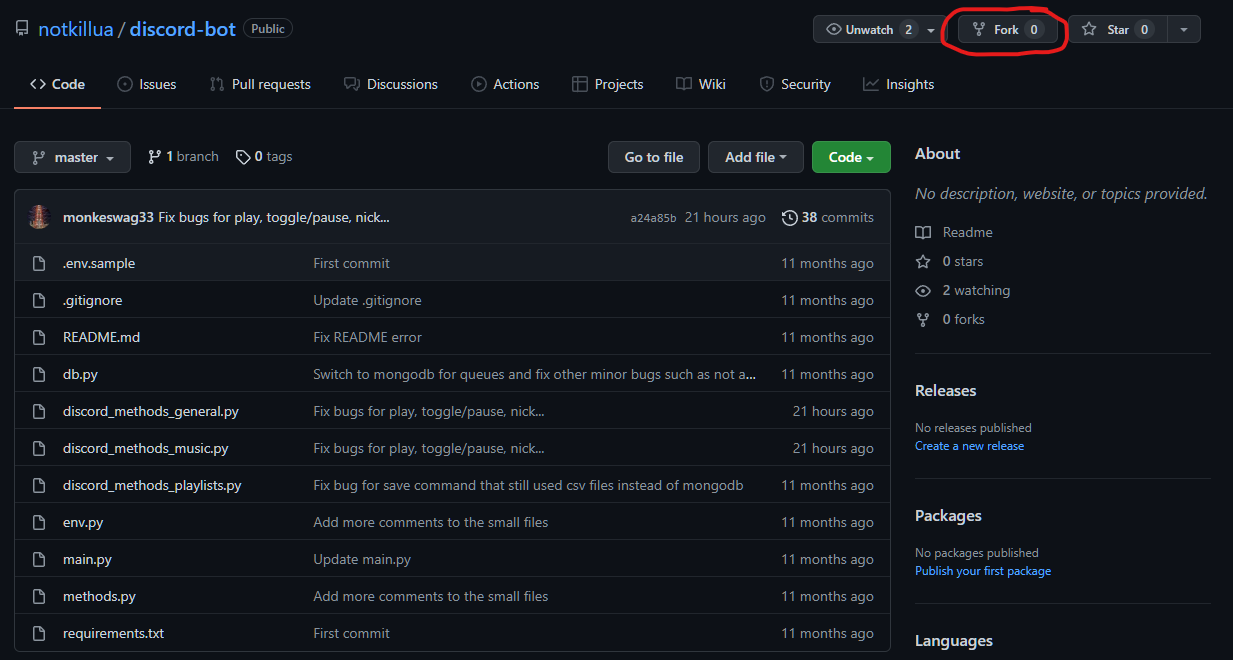 notkillua / discord-bot Public Unwatch 2 Fork 0 Star 0
Code Issues Pull requests Discussions Actions Projects Wiki Security Insights
master 1 branch 0 tags Go to file Add file Code
monkeswag33 Fix bugs for play, toggle/pause, nick... a24a85b 21 hours ago 38 commits
.env.sample First commit 11 months ago
.gitignore Update .gitignore 11 months ago
README.md Fix README error 11 months ago
db.py Switch to mongodb for queues and fix other minor bugs such as not a... 11 months ago
discord_methods_general.py Fix bugs for play, toggle/pause, nick... 21 hours ago
discord_methods_music.py Fix bugs for play, toggle/pause, nick... 21 hours ago
discord_methods_playlists.py Fix bug for save command that still used csv files instead of mongodb 11 months ago
env.py Add more comments to the small files 11 months ago
main.py Update main.py 11 months ago
methods.py Add more comments to the small files 11 months ago
requirements.txt First commit 11 months ago
About
No description, website, or topics provided.
Readme
0 stars
2 watching
0 forks
Releases
No releases published
Create a new release
Packages
No packages published
Publish your first package
Languages